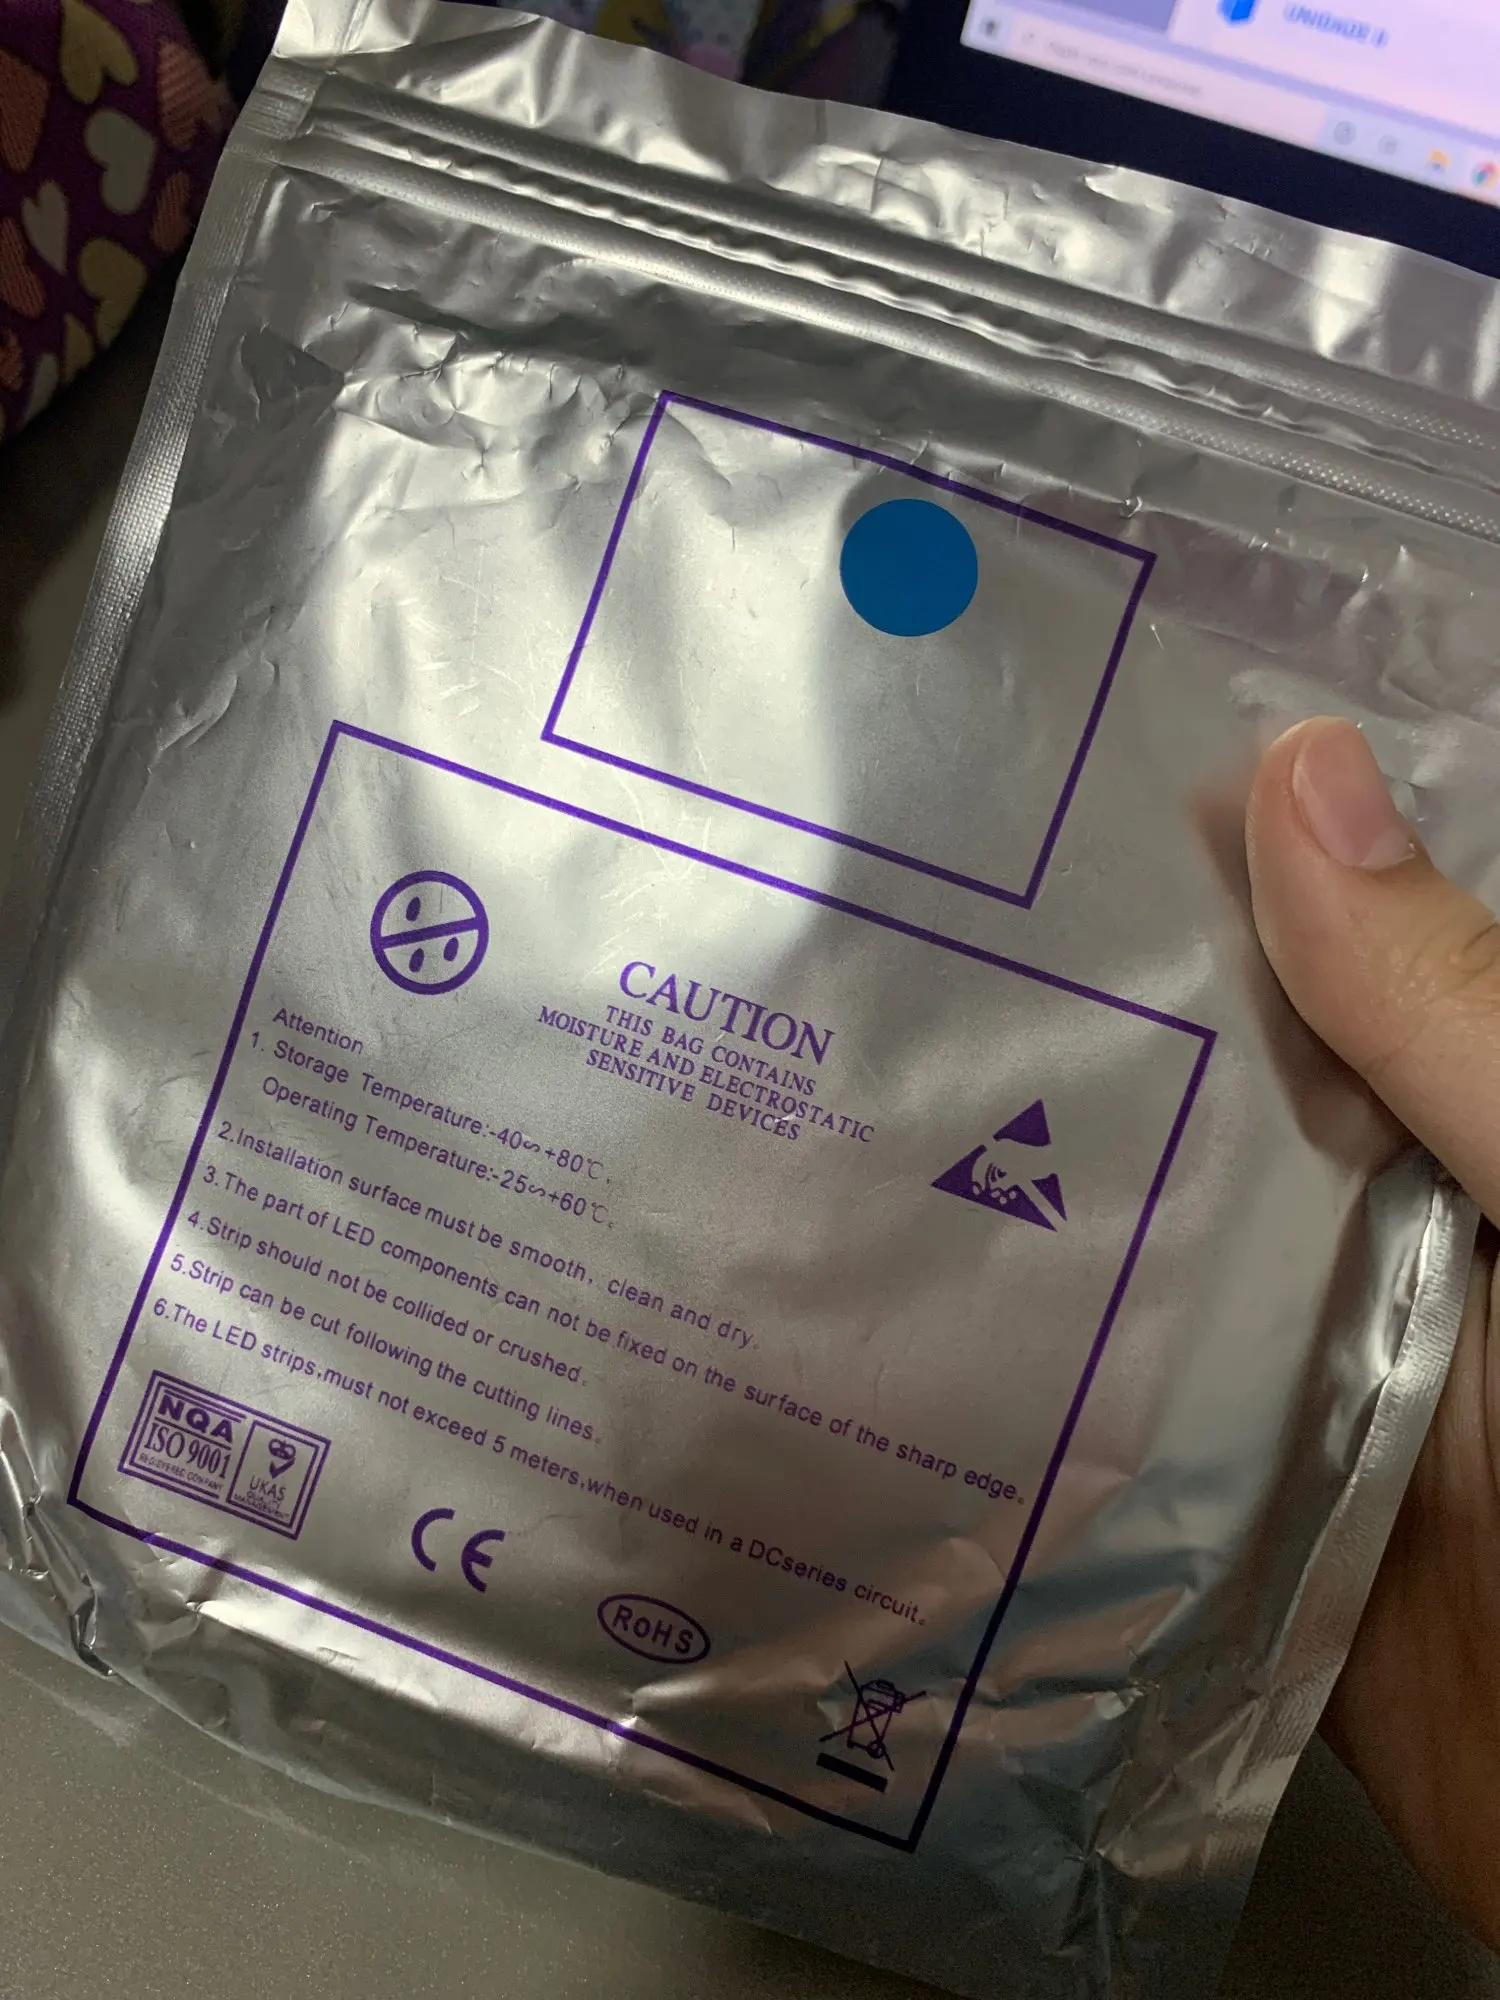 CAUTION
THIS BAG CONTAINS
MOISTURE AND ELECTROSTATIC
SENSITIVE DEVICES
Attention
1. Storage Temperature:-40∽+80℃,
Operating Temperature:-25∽+60℃。
2.Installation surface must be smooth, clean and dry。
3.The part of LED components can not be fixed on the surface of the sharp edge。
4.Strip should not be collided or crushed。
5.Strip can be cut following the cutting lines。
6.The LED strips,must not exceed 5 meters,when used in a DCseries circuit。
NQA
ISO 9001
REGISTERED COMPANY
UKAS
QUALITY
MANAGEMENT
CE
RoHS